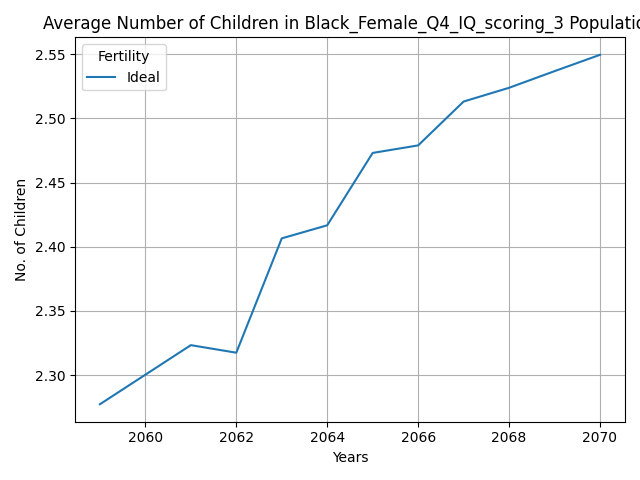 Average Number of Children in Black_Female_Q4_IQ_scoring_3 Populatio
Fertility
Ideal
No. of Children
2.55
2.50
2.45
2.40
2.35
2.30
2060 2062 2064 2066 2068 2070
Years